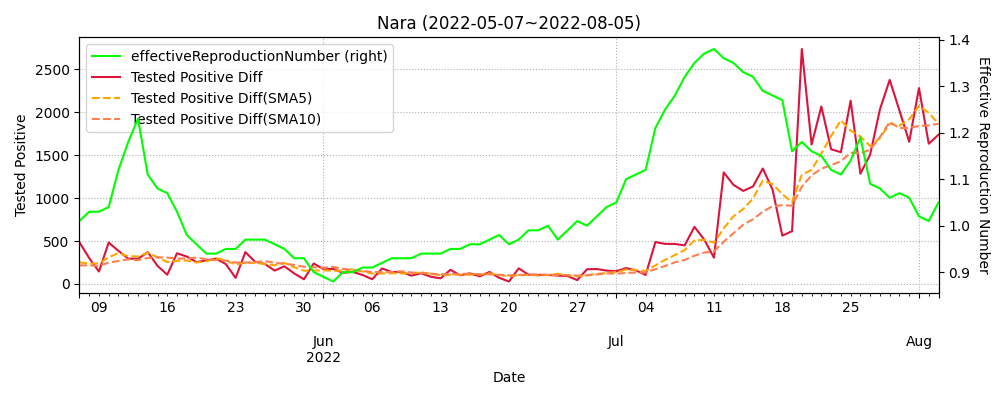 Nara (2022-05-07~2022-08-05)
effectiveReproductionNumber (right)
Tested Positive Diff
Tested Positive Diff(SMA5)
Tested Positive Diff(SMA10)
Tested Positive
2500
2000
1500
1000
500
0
1.4
1.3
1.2
1.1
1.0
0.9
Effective Reproduction Number
09 16 23 30 06 13 20 27 04 11 18 25
Jun Jul Aug
2022
Date